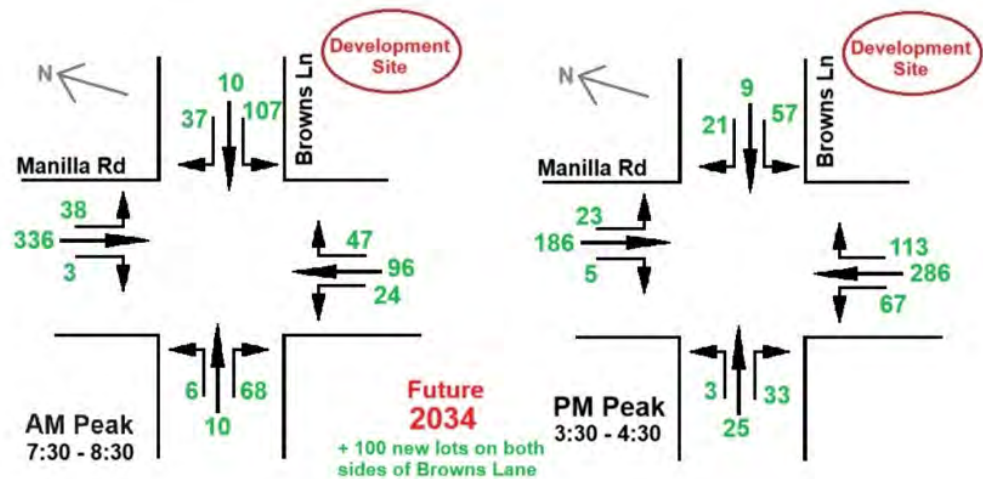 Development
Site
N
10
37
107
Browns Ln
Manilla Rd
38
336
3
47
96
24
6
68
10
AM Peak
7:30 - 8:30
Future
2034
+ 100 new lots on both
sides of Browns Lane
Development
Site
N
9
21
57
Browns Ln
Manilla Rd
23
186
5
113
286
67
3
33
25
PM Peak
3:30 - 4:30